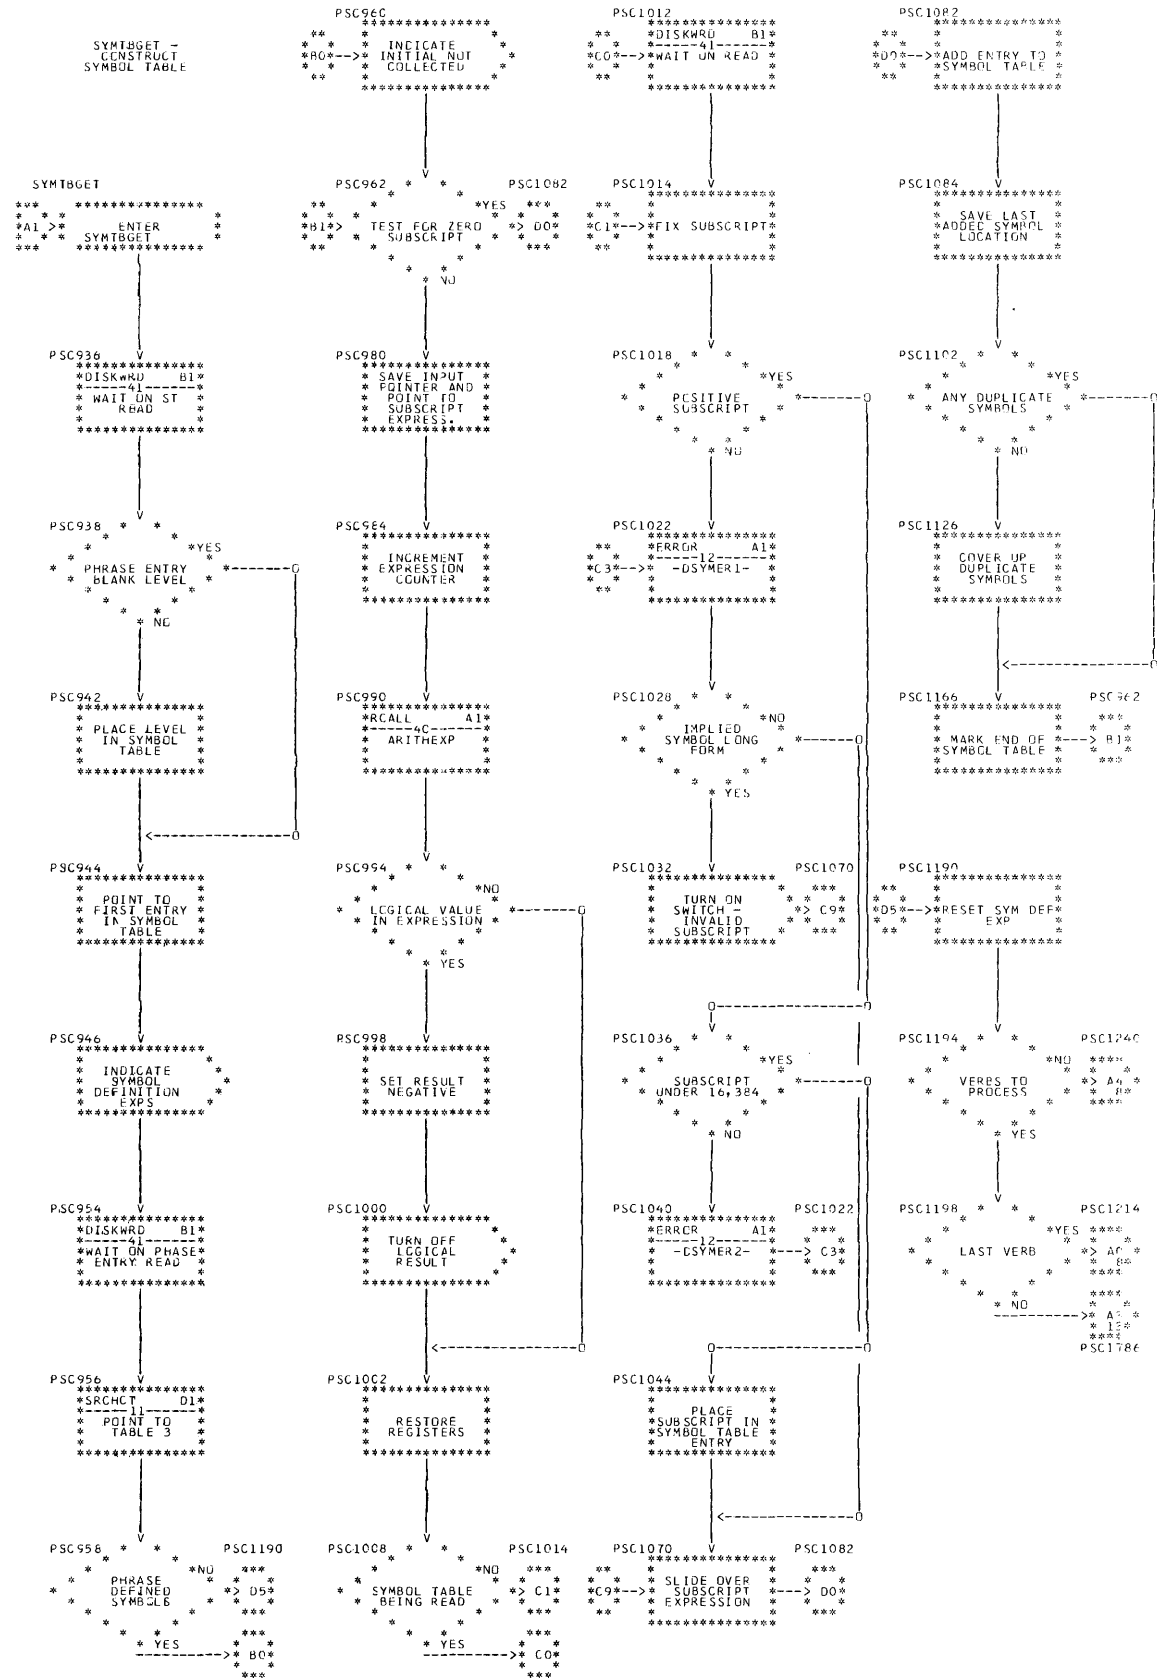 SYMTBGET -
CONSTRUCT
SYMBOL TABLE
SYMTBGET
A1
ENTER
SYMTBGET
PSC936
DISKWRD B1
41
WAIT ON ST
READ
PSC938
PHRASE ENTRY
BLANK LEVEL
YES
NO
PSC942
PLACE LEVEL
IN SYMBOL
TABLE
PSC944
POINT TO
FIRST ENTRY
IN SYMBOL
TABLE
PSC946
INDICATE
SYMBOL
DEFINITION
EXPS
PSC954
DISKWRD B1
41
WAIT ON PHASE
ENTRY READ
PSC956
SRCHCT D1
11
POINT TO
TABLE 3
PSC958
PHRASE
DEFINED
SYMBOLS
NO
PSC1190
D5
YES
B0
PSC960
B0
INDICATE
INITIAL NOT
COLLECTED
PSC962
B1
TEST FOR ZERO
SUBSCRIPT
YES
PSC1082
D0
NO
PSC980
SAVE INPUT
POINTER AND
POINT TO
SUBSCRIPT
EXPRESS.
PSC984
INCREMENT
EXPRESSION
COUNTER
PSC990
RCALL A1
4C
ARITHEXP
PSC994
LOGICAL VALUE
IN EXPRESSION
NO
YES
PSC998
SET RESULT
NEGATIVE
PSC1000
TURN OFF
LOGICAL
RESULT
PSC1002
RESTORE
REGISTERS
PSC1008
SYMBOL TABLE
BEING READ
NO
PSC1014
C1
YES
C0
PSC1012
C0
DISKWRD B1
41
WAIT ON READ
PSC1014
C1
FIX SUBSCRIPT
PSC1018
POSITIVE
SUBSCRIPT
YES
NO
PSC1022
C3
ERROR A1
12
-DSYMER1-
PSC1028
IMPLIED
SYMBOL LONG
FORM
NO
YES
PSC1032
TURN ON
SWITCH -
INVALID
SUBSCRIPT
PSC1070
C9
PSC1036
SUBSCRIPT
UNDER 16,384
YES
NO
PSC1040
ERROR A1
12
-DSYMER2-
PSC1022
C3
PSC1044
PLACE
SUBSCRIPT IN
SYMBOL TABLE
ENTRY
PSC1070
C9
SLIDE OVER
SUBSCRIPT
EXPRESSION
PSC1082
D0
PSC1082
D0
ADD ENTRY TO
SYMBOL TABLE
PSC1084
SAVE LAST
ADDED SYMBOL
LOCATION
PSC1102
ANY DUPLICATE
SYMBOLS
YES
NO
PSC1126
COVER UP
DUPLICATE
SYMBOLS
PSC1166
MARK END OF
SYMBOL TABLE
PSC962
B1
PSC1190
D5
RESET SYM DEF
EXP
PSC1194
VERBS TO
PROCESS
NO
PSC1240
A4
8
YES
PSC1198
LAST VERB
YES
PSC1214
A0
8
NO
PSC1786